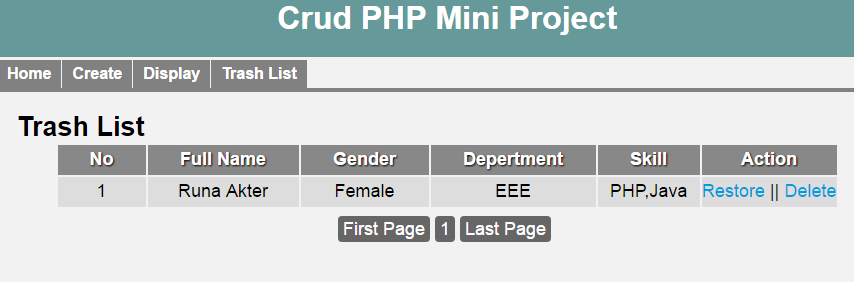 Crud PHP Mini Project
Home Create Display Trash List
Trash List
No Full Name Gender Depertment Skill Action
1 Runa Akter Female EEE PHP,Java Restore || Delete
First Page 1 Last Page